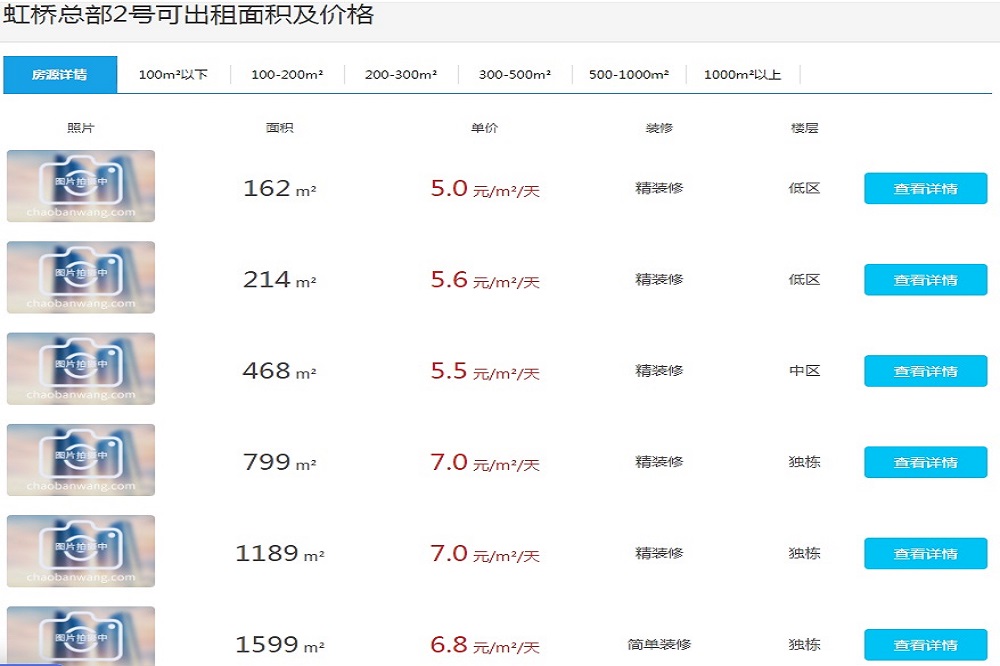 虹桥总部2号可出租面积及价格
房源详情 100m²以下 100-200m² 200-300m² 300-500m² 500-1000m² 1000m²以上
照片 面积 单价 装修 楼层
图片拍摄中
chaobanwang.com
162 m² 5.0 元/m²/天 精装修 低区 查看详情
图片拍摄中
chaobanwang.com
214 m² 5.6 元/m²/天 精装修 低区 查看详情
图片拍摄中
chaobanwang.com
468 m² 5.5 元/m²/天 精装修 中区 查看详情
图片拍摄中
chaobanwang.com
799 m² 7.0 元/m²/天 精装修 独栋 查看详情
图片拍摄中
chaobanwang.com
1189 m² 7.0 元/m²/天 精装修 独栋 查看详情
图片拍摄中
1599 m² 6.8 元/m²/天 简单装修 独栋 查看详情